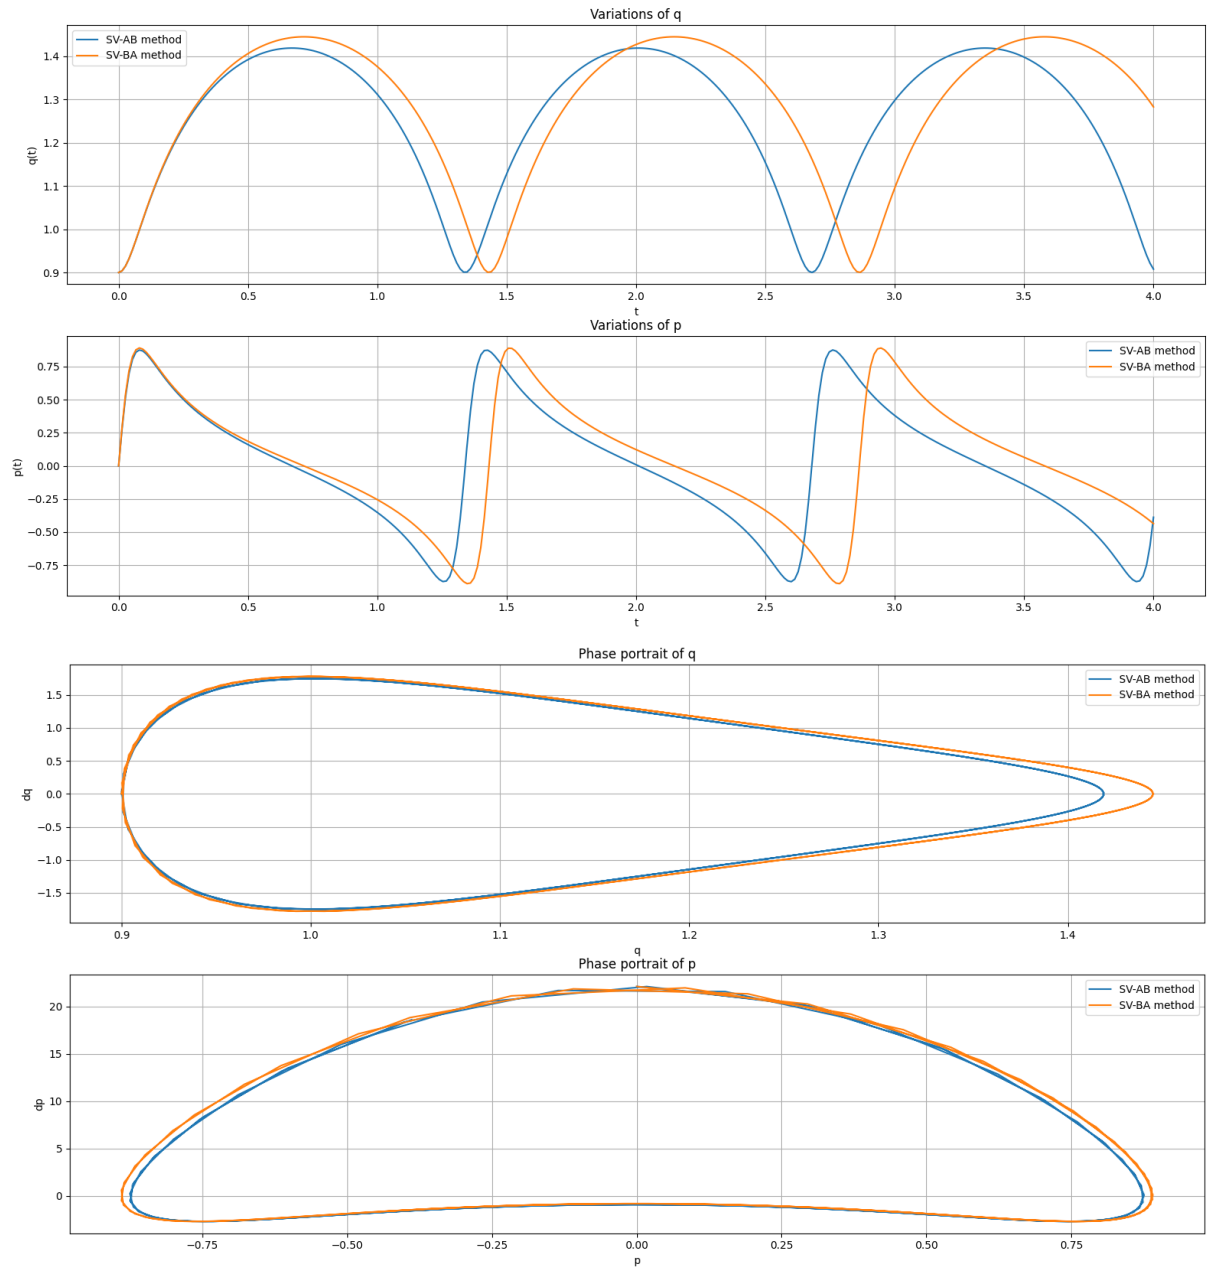 Variations of q
SV-AB method
SV-BA method
q(t)
1.4
1.3
1.2
1.1
1.0
0.9
0.0 0.5 1.0 1.5 2.0 2.5 3.0 3.5 4.0
t
Variations of p
SV-AB method
SV-BA method
p(t)
0.75
0.50
0.25
0.00
−0.25
−0.50
−0.75
0.0 0.5 1.0 1.5 2.0 2.5 3.0 3.5 4.0
t
Phase portrait of q
SV-AB method
SV-BA method
dq
1.5
1.0
0.5
0.0
−0.5
−1.0
−1.5
0.9 1.0 1.1 1.2 1.3 1.4
q
Phase portrait of p
SV-AB method
SV-BA method
dp
20
15
10
5
0
−0.75 −0.50 −0.25 0.00 0.25 0.50 0.75
p